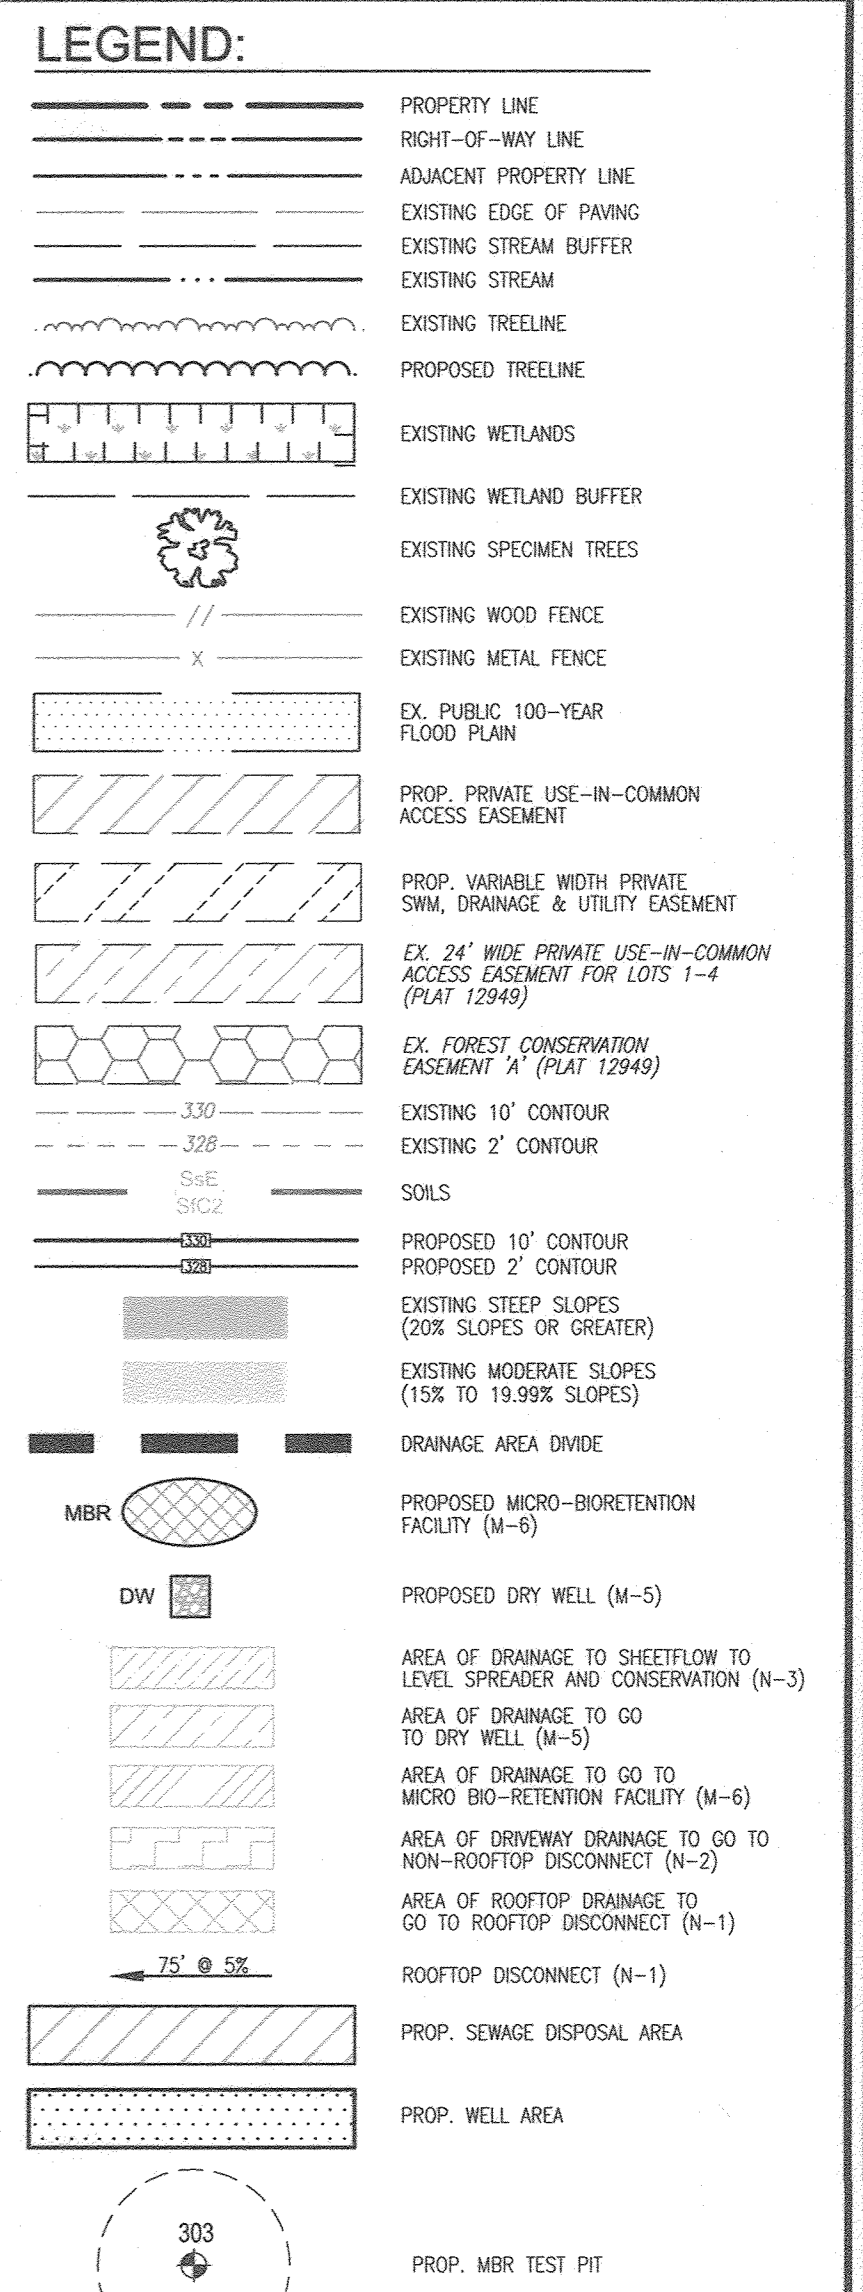 LEGEND:
PROPERTY LINE
RIGHT-OF-WAY LINE
ADJACENT PROPERTY LINE
EXISTING EDGE OF PAVING
EXISTING STREAM BUFFER
EXISTING STREAM
EXISTING TREELINE
PROPOSED TREELINE
EXISTING WETLANDS
EXISTING WETLAND BUFFER
EXISTING SPECIMEN TREES
// EXISTING WOOD FENCE
X EXISTING METAL FENCE
EX. PUBLIC 100-YEAR
FLOOD PLAIN
PROP. PRIVATE USE-IN-COMMON
ACCESS EASEMENT
PROP. VARIABLE WIDTH PRIVATE
SWM, DRAINAGE & UTILITY EASEMENT
EX. 24' WIDE PRIVATE USE-IN-COMMON
ACCESS EASEMENT FOR LOTS 1-4
(PLAT 12949)
EX. FOREST CONSERVATION
EASEMENT 'A' (PLAT 12949)
330 EXISTING 10' CONTOUR
328 EXISTING 2' CONTOUR
SsE
SfC2
SOILS
330 PROPOSED 10' CONTOUR
328 PROPOSED 2' CONTOUR
EXISTING STEEP SLOPES
(20% SLOPES OR GREATER)
EXISTING MODERATE SLOPES
(15% TO 19.99% SLOPES)
DRAINAGE AREA DIVIDE
MBR
PROPOSED MICRO-BIORETENTION
FACILITY (M-6)
DW PROPOSED DRY WELL (M-5)
AREA OF DRAINAGE TO SHEETFLOW TO
LEVEL SPREADER AND CONSERVATION (N-3)
AREA OF DRAINAGE TO GO
TO DRY WELL (M-5)
AREA OF DRAINAGE TO GO TO
MICRO BIO-RETENTION FACILITY (M-6)
AREA OF DRIVEWAY DRAINAGE TO GO TO
NON-ROOFTOP DISCONNECT (N-2)
AREA OF ROOFTOP DRAINAGE TO
GO TO ROOFTOP DISCONNECT (N-1)
75' @ 5% ROOFTOP DISCONNECT (N-1)
PROP. SEWAGE DISPOSAL AREA
PROP. WELL AREA
303
PROP. MBR TEST PIT